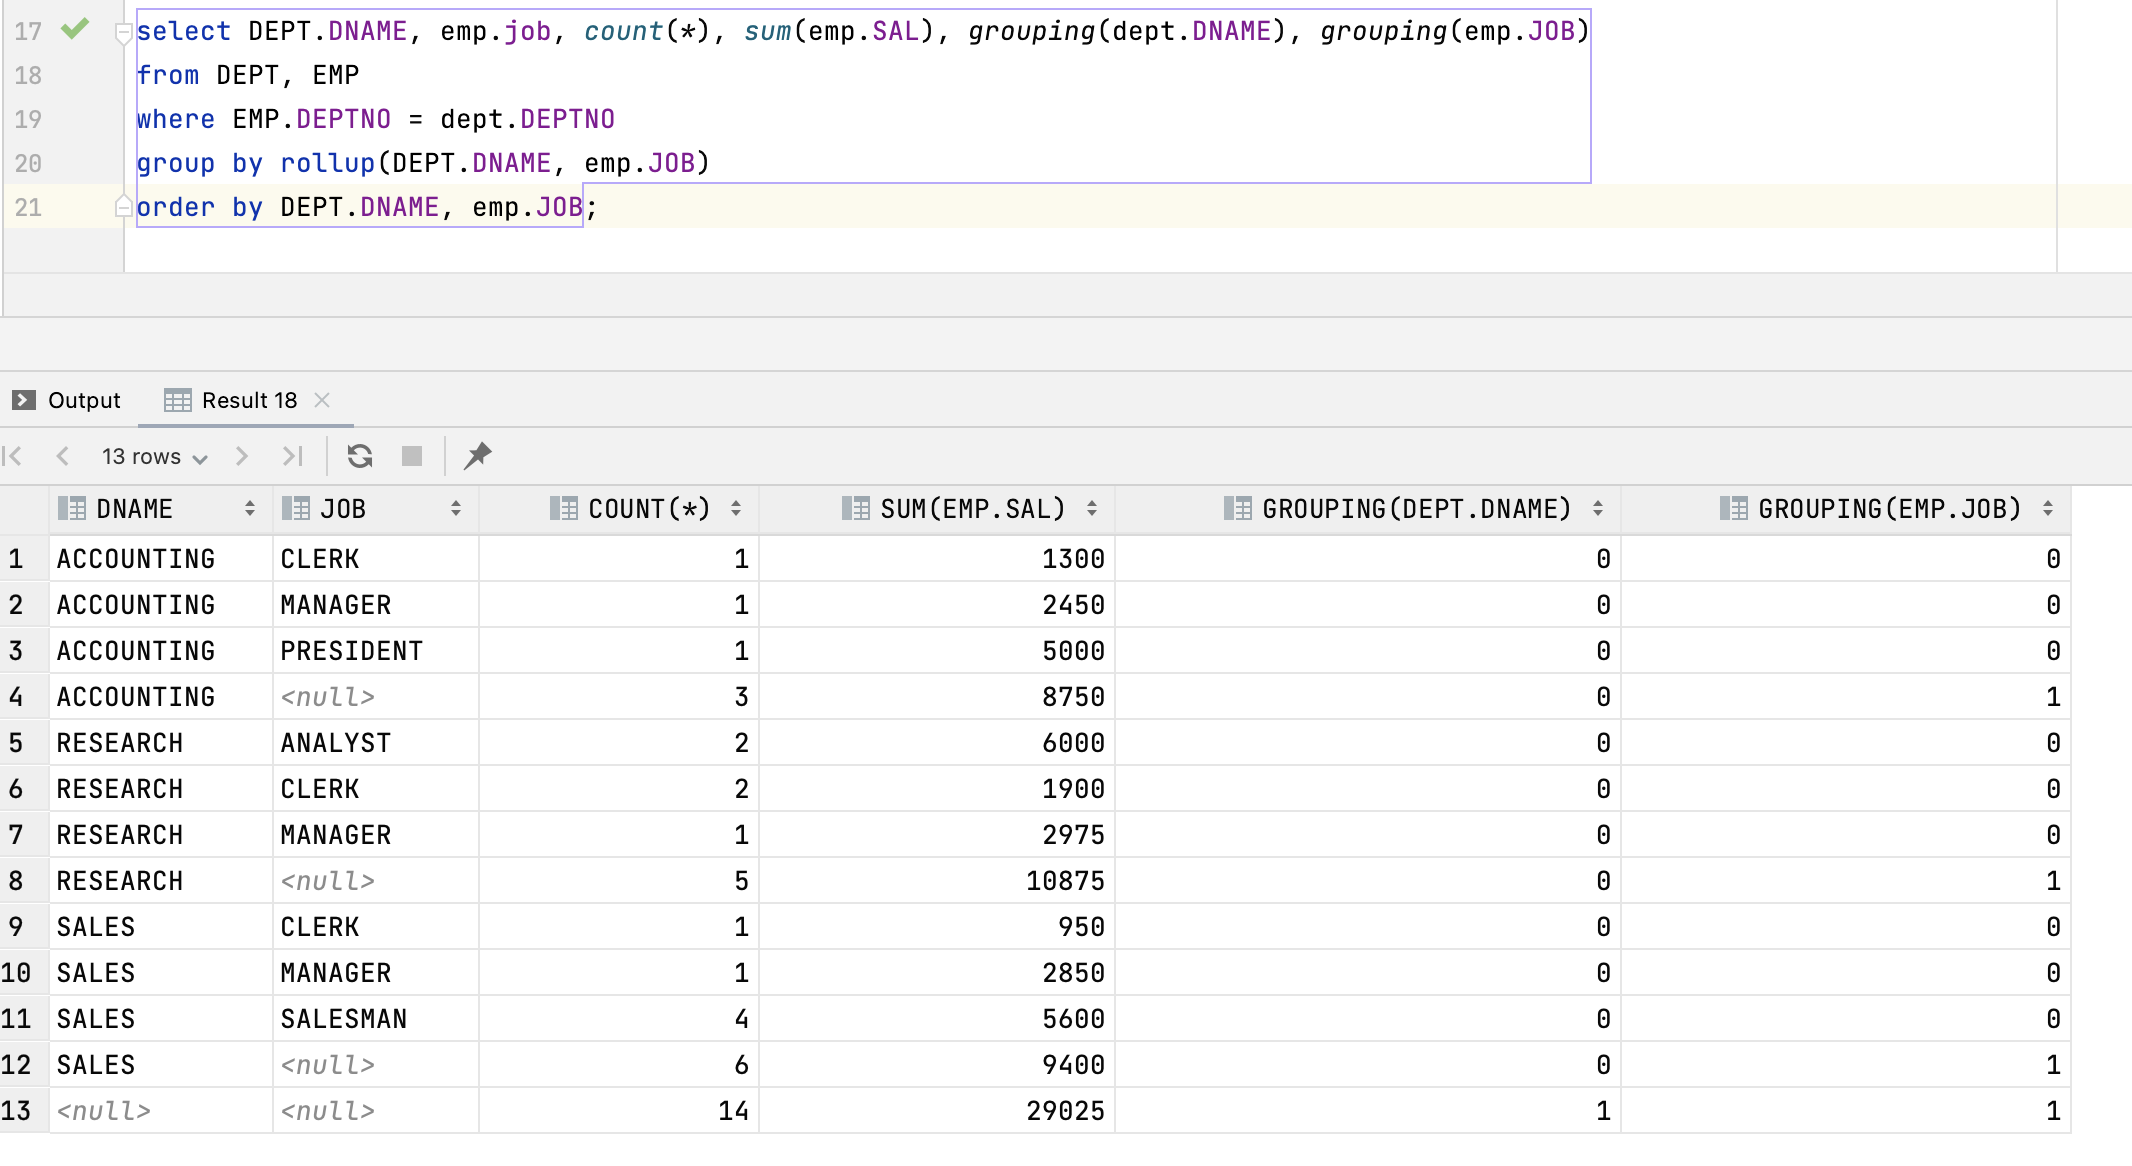 17 select DEPT.DNAME, emp.job, count(*), sum(emp.SAL), grouping(dept.DNAME), grouping(emp.JOB)
18 from DEPT, EMP
19 where EMP.DEPTNO = dept.DEPTNO
20 group by rollup(DEPT.DNAME, emp.JOB)
21 order by DEPT.DNAME, emp.JOB;
Output Result 18
13 rows
DNAME JOB COUNT(*) SUM(EMP.SAL) GROUPING(DEPT.DNAME) GROUPING(EMP.JOB)
1 ACCOUNTING CLERK 1 1300 0 0
2 ACCOUNTING MANAGER 1 2450 0 0
3 ACCOUNTING PRESIDENT 1 5000 0 0
4 ACCOUNTING <null> 3 8750 0 1
5 RESEARCH ANALYST 2 6000 0 0
6 RESEARCH CLERK 2 1900 0 0
7 RESEARCH MANAGER 1 2975 0 0
8 RESEARCH <null> 5 10875 0 1
9 SALES CLERK 1 950 0 0
10 SALES MANAGER 1 2850 0 0
11 SALES SALESMAN 4 5600 0 0
12 SALES <null> 6 9400 0 1
13 <null> <null> 14 29025 1 1